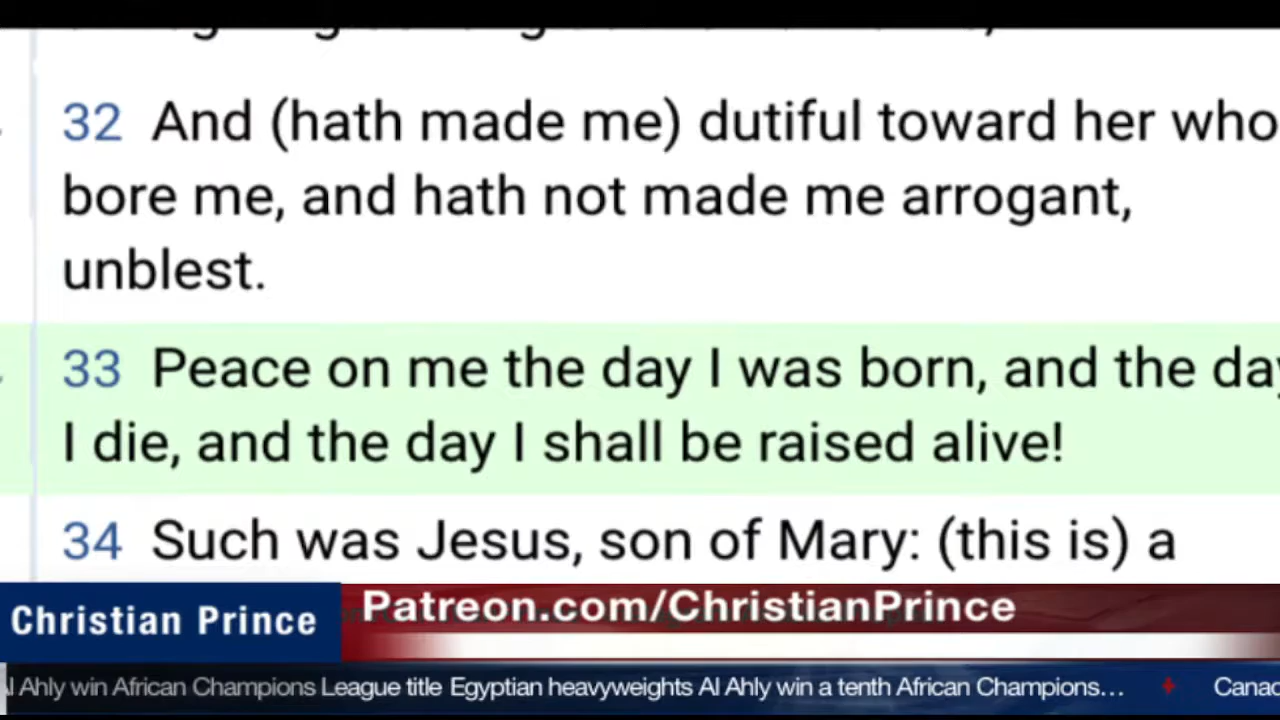 32 And (hath made me) dutiful toward her who
bore me, and hath not made me arrogant,
unblest.
33 Peace on me the day I was born, and the day
I die, and the day I shall be raised alive!
34 Such was Jesus, son of Mary: (this is) a
Christian Prince
Patreon.com/ChristianPrince
Al Ahly win African Champions League title Egyptian heavyweights Al Ahly win a tenth African Champions…